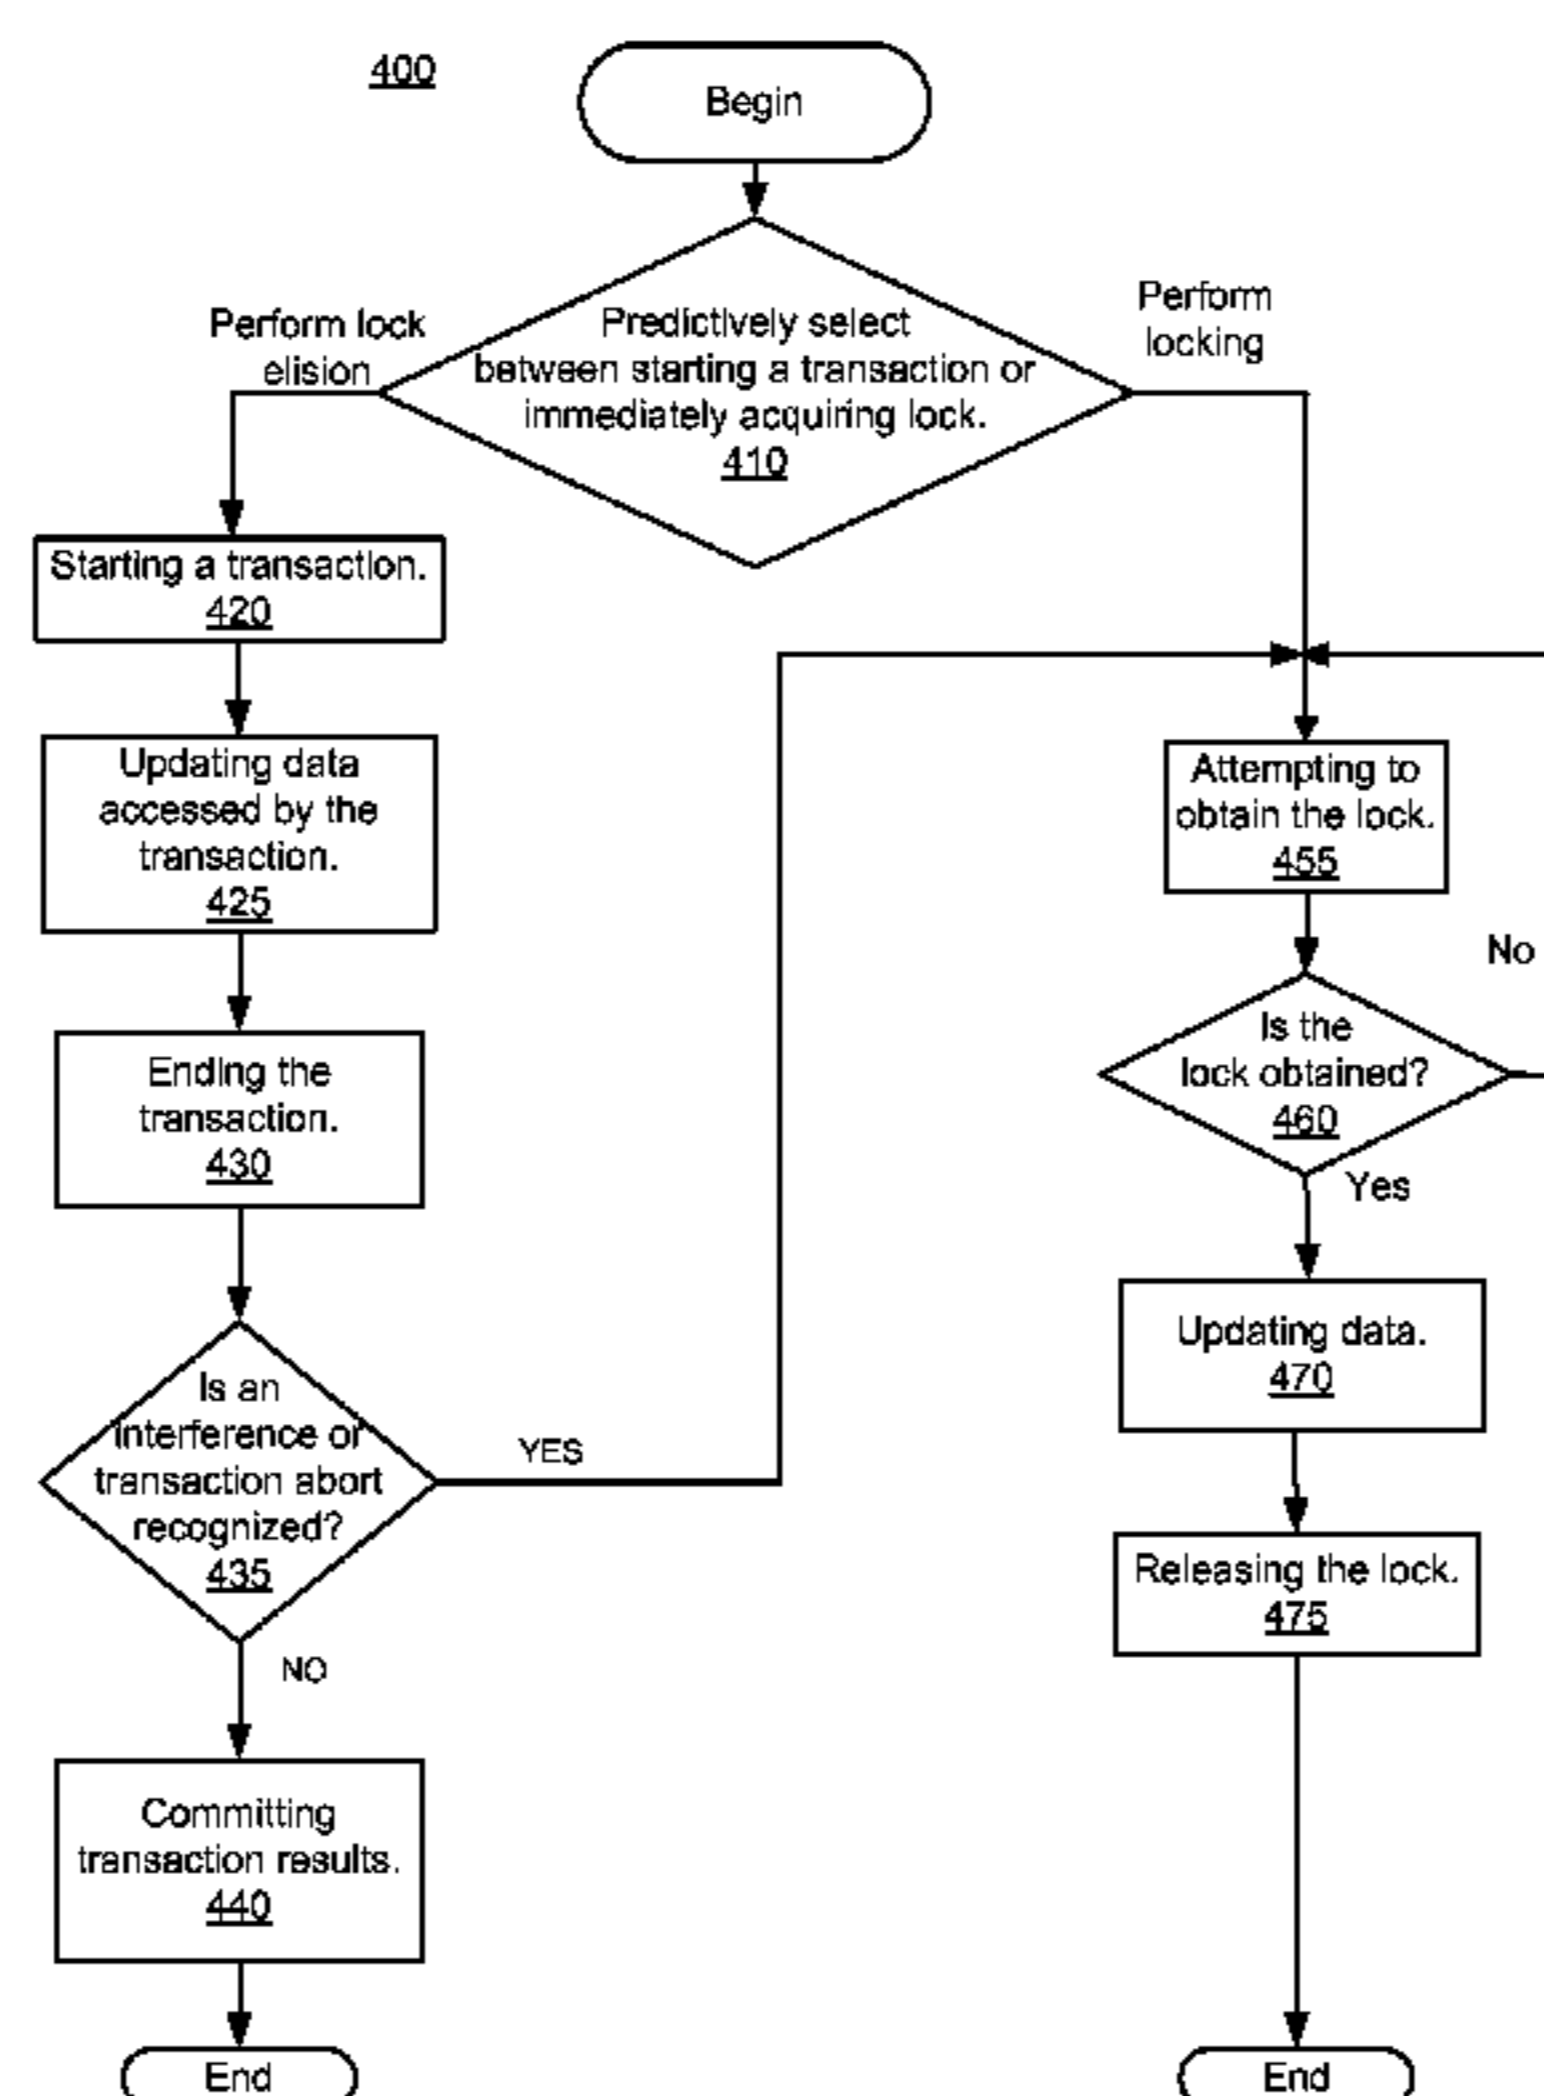 400
Begin
Perform lock
elision
Predictively select
between starting a transaction or
immediately acquiring lock.
410
Perform
locking
Starting a transaction.
420
Updating data
accessed by the
transaction.
425
Ending the
transaction.
430
Is an
interference or
transaction abort
recognized?
435
YES
NO
Committing
transaction results.
440
End
Attempting to
obtain the lock.
455
No
Is the
lock obtained?
460
Yes
Updating data.
470
Releasing the lock.
475
End